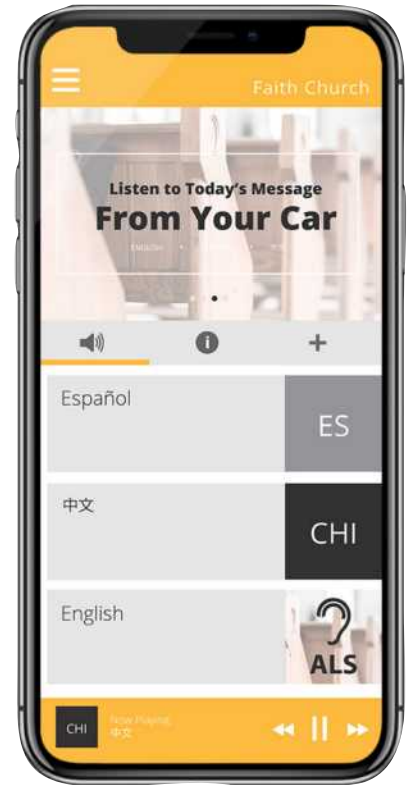 Faith Church
Listen to Today's Message
From Your Car
ENGLISH
Español
ES
中文
CHI
English
ALS
CHI
Now Playing
中文